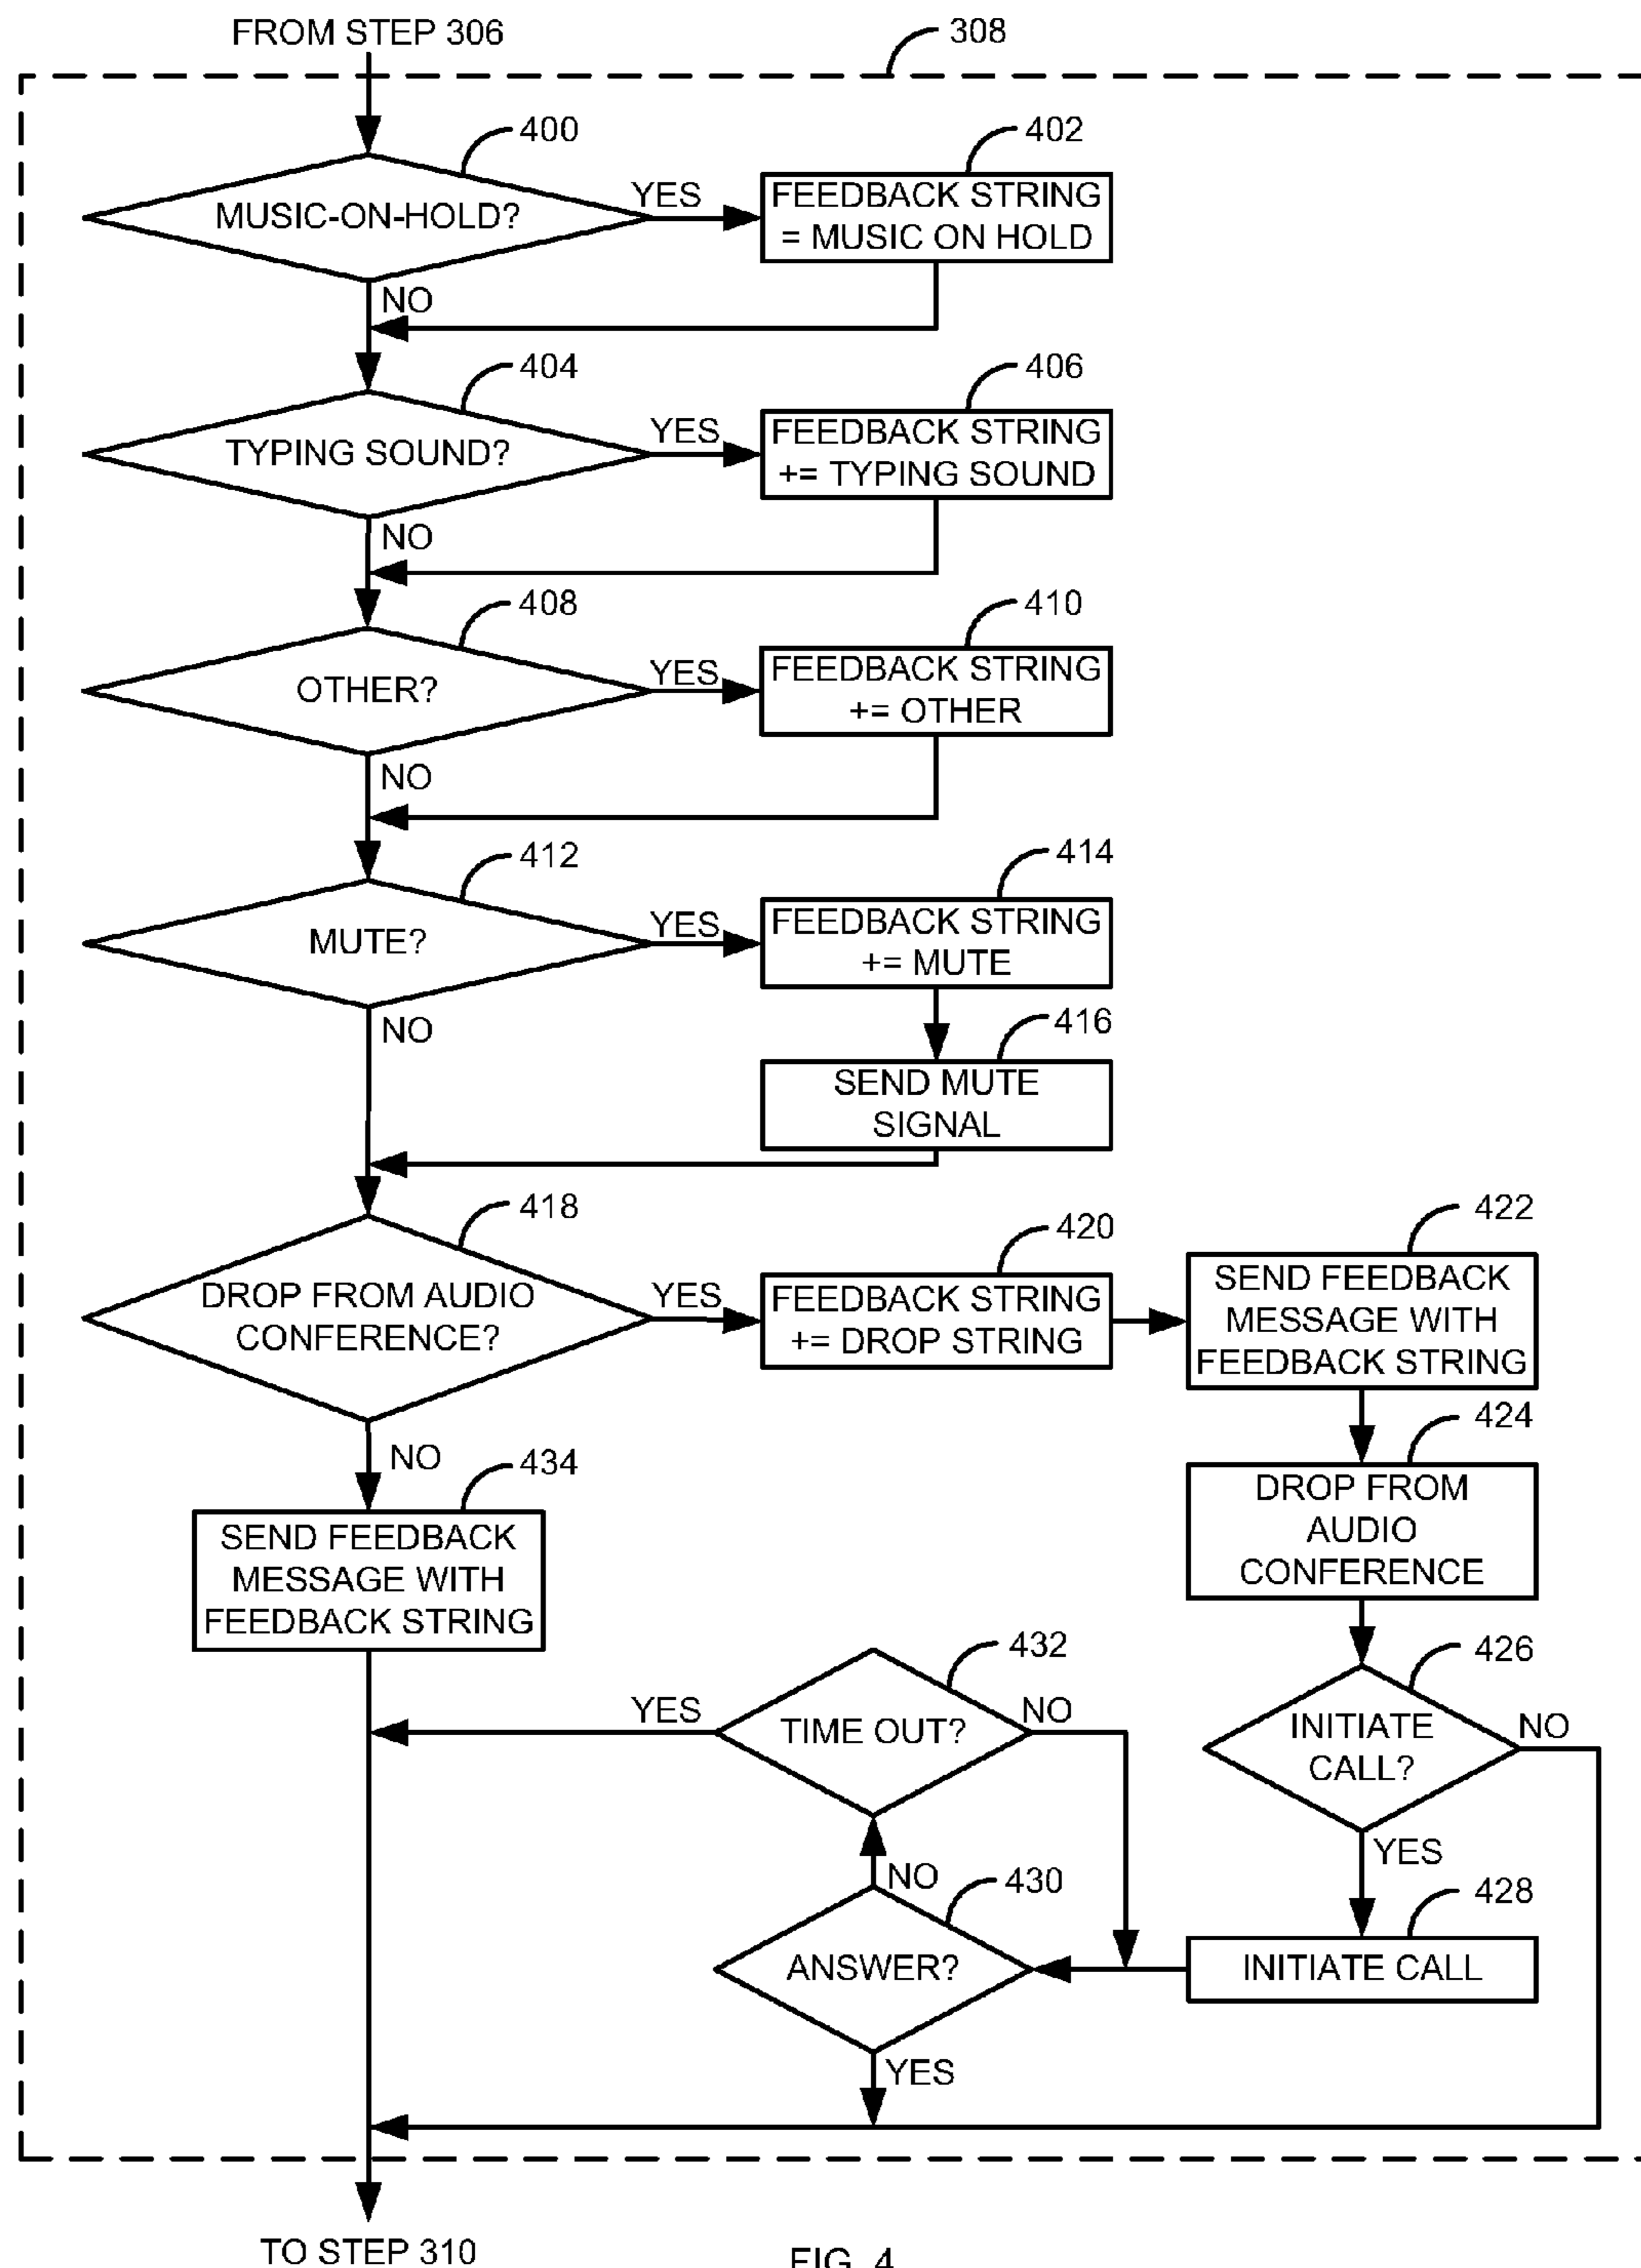 FROM STEP 306
308
400
402
MUSIC-ON-HOLD?
YES
FEEDBACK STRING
= MUSIC ON HOLD
NO
404
406
TYPING SOUND?
YES
FEEDBACK STRING
+= TYPING SOUND
NO
408
410
OTHER?
YES
FEEDBACK STRING
+= OTHER
NO
412
414
MUTE?
YES
FEEDBACK STRING
+= MUTE
NO
416
SEND MUTE
SIGNAL
418
420
422
DROP FROM AUDIO
CONFERENCE?
YES
FEEDBACK STRING
+= DROP STRING
SEND FEEDBACK
MESSAGE WITH
FEEDBACK STRING
NO
424
DROP FROM
AUDIO
CONFERENCE
434
SEND FEEDBACK
MESSAGE WITH
FEEDBACK STRING
426
INITIATE
CALL?
NO
YES
432
TIME OUT?
YES
NO
428
INITIATE CALL
430
ANSWER?
NO
YES
TO STEP 310
FIG. 4